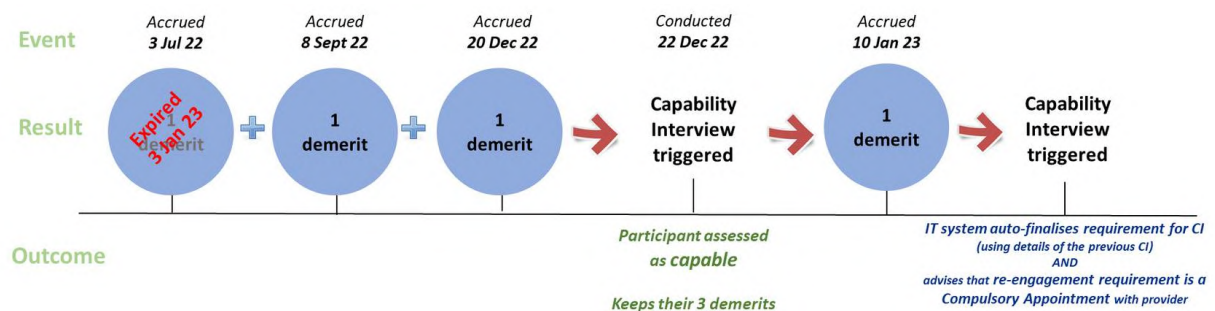 Event
Accrued
3 Jul 22
Accrued
8 Sept 22
Accrued
20 Dec 22
Conducted
22 Dec 22
Accrued
10 Jan 23
Result
1
demerit
Expired
3 Jan 23
1
demerit
1
demerit
Capability
Interview
triggered
1
demerit
Capability
Interview
triggered
Outcome
Participant assessed
as capable
Keeps their 3 demerits
IT system auto-finalises requirement for CI
(using details of the previous CI)
AND
advises that re-engagement requirement is a
Compulsory Appointment with provider